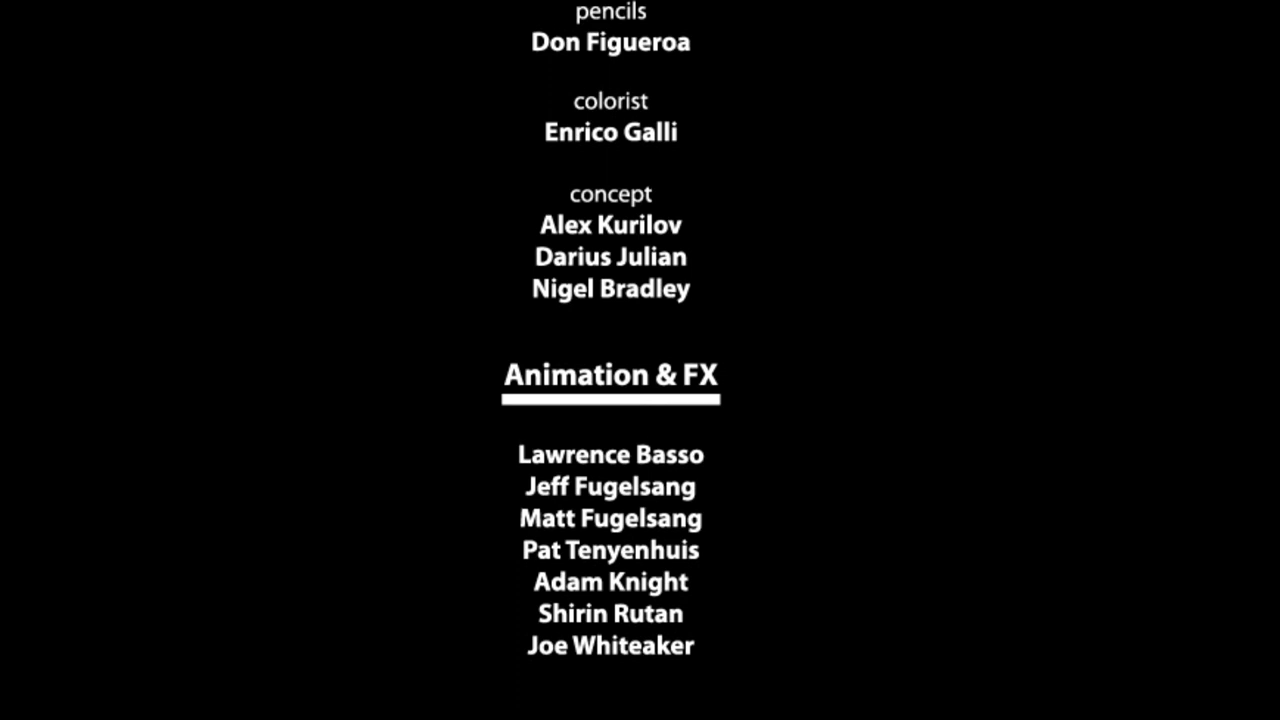 pencils
Don Figueroa
colorist
Enrico Galli
concept
Alex Kurilov
Darius Julian
Nigel Bradley
Animation & FX
Lawrence Basso
Jeff Fugelsang
Matt Fugelsang
Pat Tenyenhuis
Adam Knight
Shirin Rutan
Joe Whiteaker